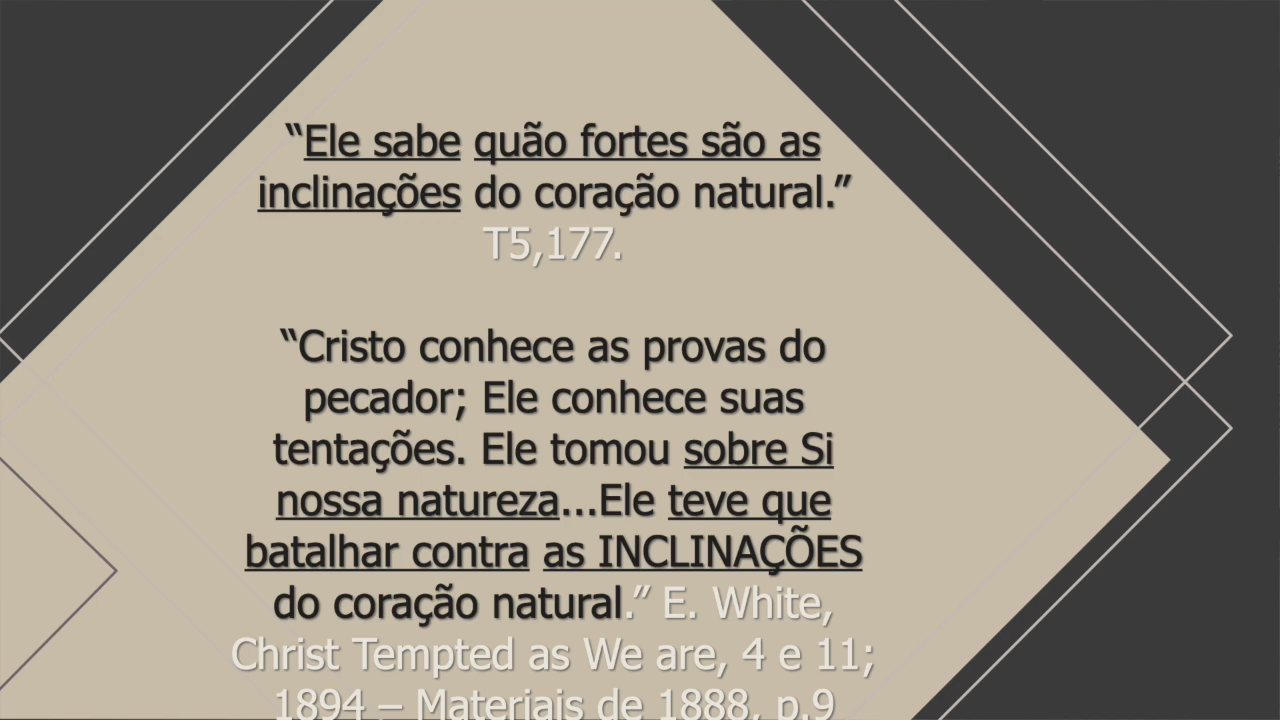 “Ele sabe quão fortes são as
inclinações do coração natural.”
T5,177.
“Cristo conhece as provas do
pecador; Ele conhece suas
tentações. Ele tomou sobre Si
nossa natureza...Ele teve que
batalhar contra as INCLINAÇÕES
do coração natural.” E. White,
Christ Tempted as We are, 4 e 11;
1894 – Materiais de 1888, p.9